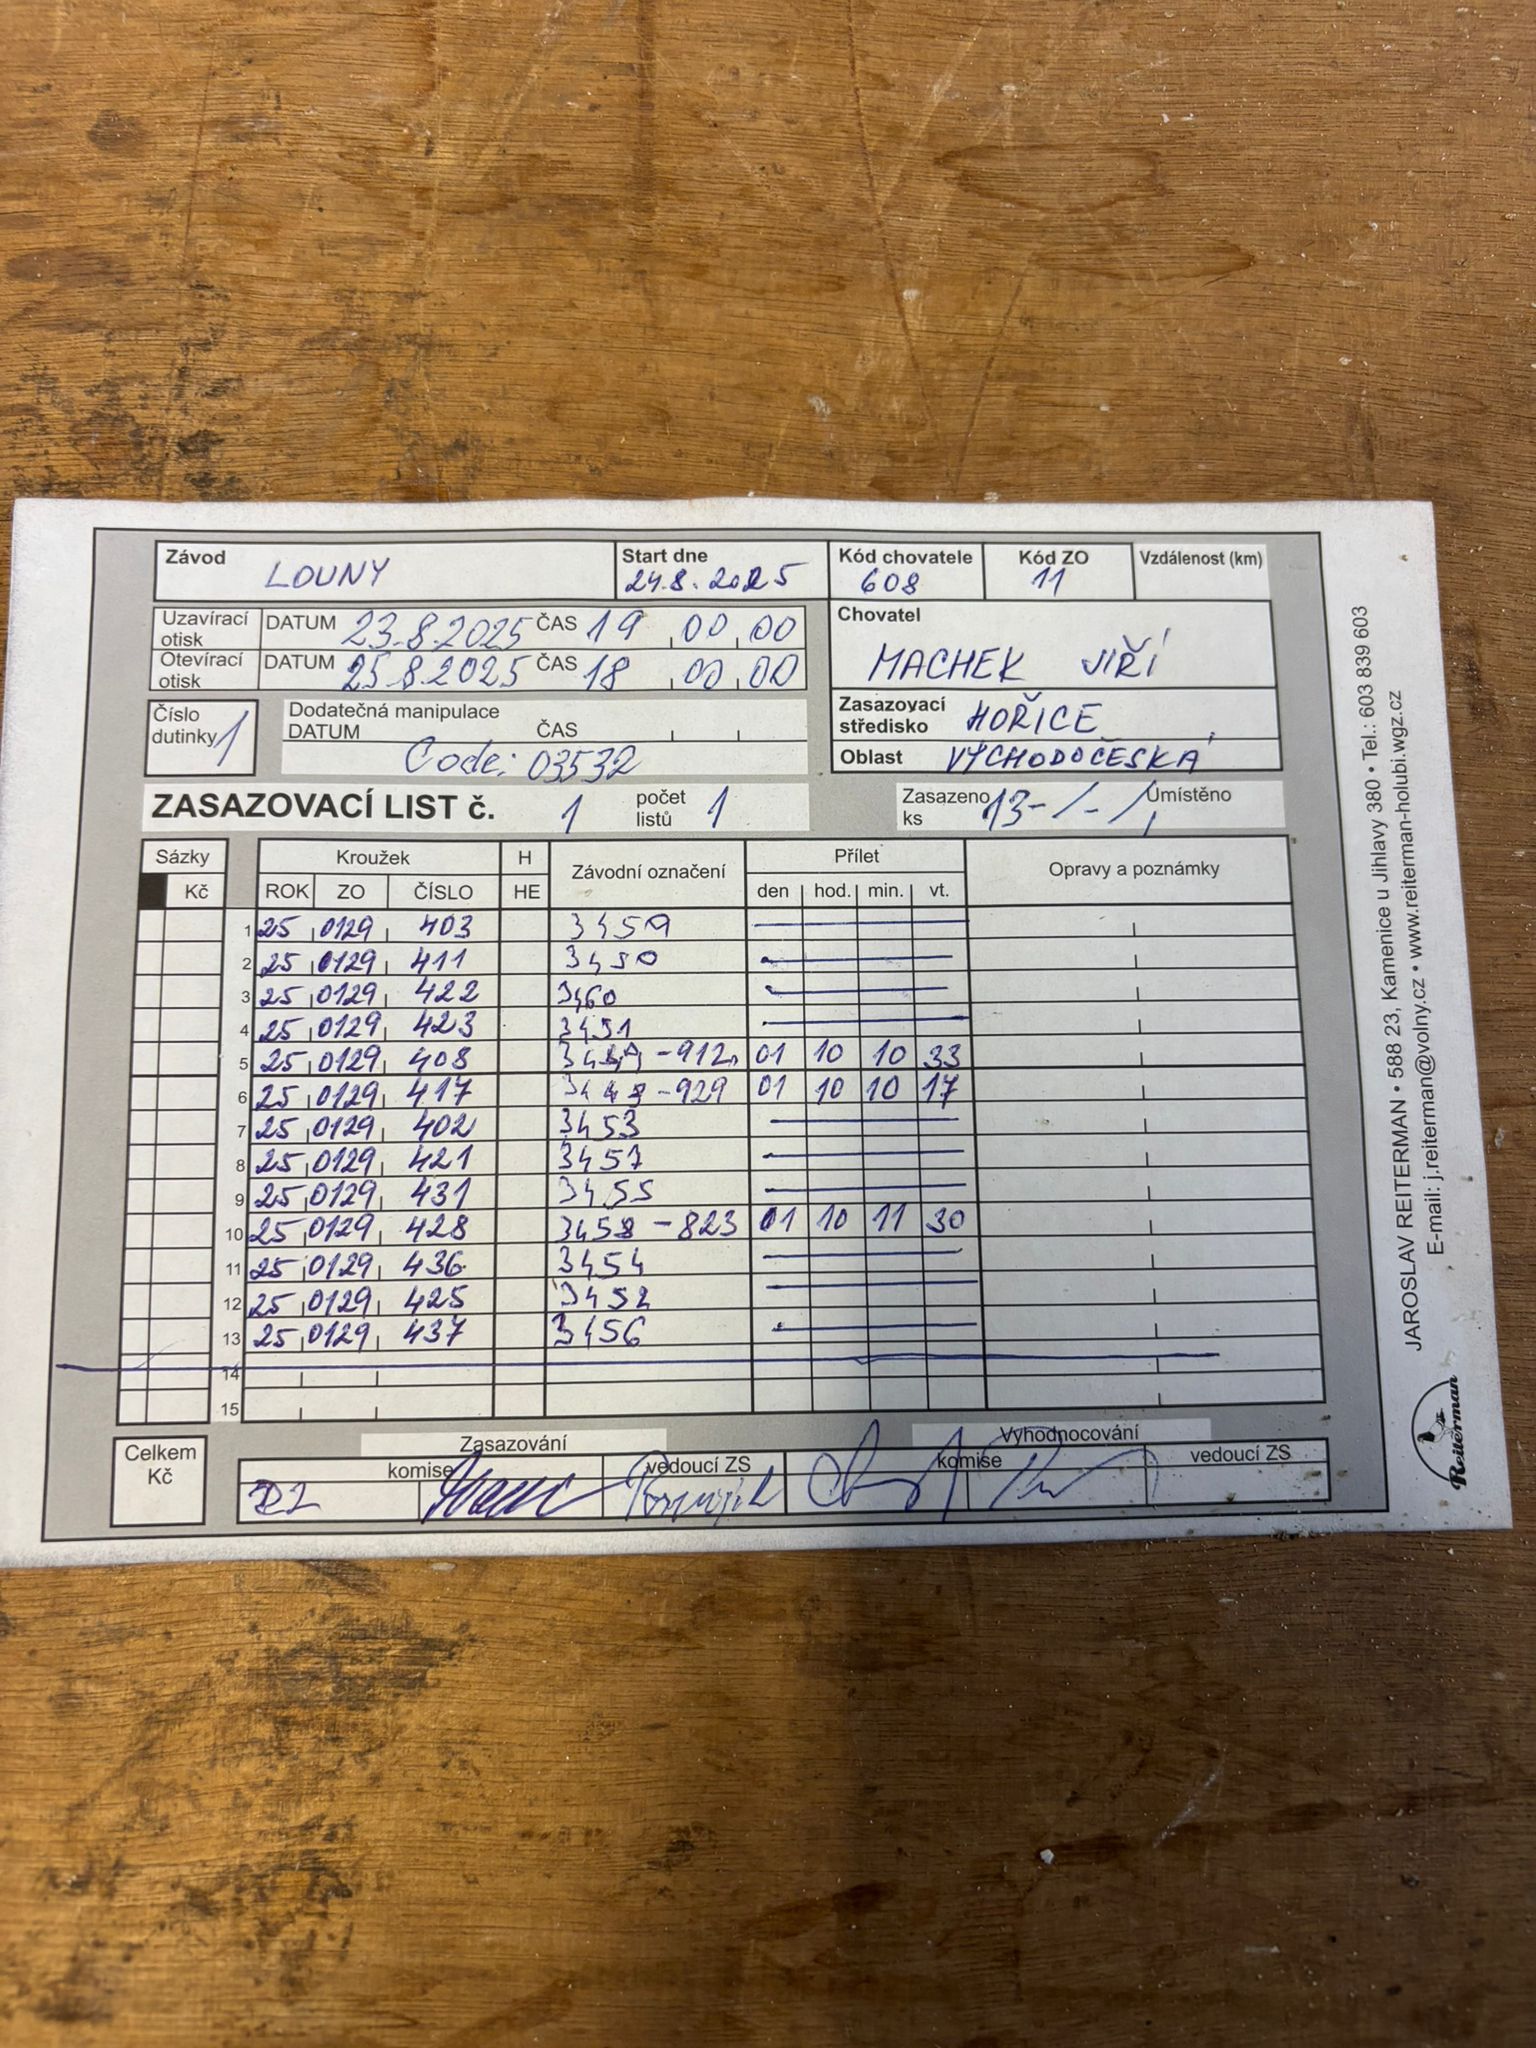 Závod LOUNY Start dne 24.8.2025 Kód chovatele 608 Kód ZO 11 Vzdálenost (km)
Uzavírací otisk DATUM 23.8.2025 ČAS 19 00 00
Otevírací otisk DATUM 25.8.2025 ČAS 18 00 00
Chovatel
MACHEK JIŘÍ
Číslo dutinky 1
Dodatečná manipulace
DATUM ČAS
Code: 03532
Zasazovací středisko HOŘICE
Oblast VÝCHODOČESKÁ
ZASAZOVACÍ LIST č. 1 počet listů 1 Zasazeno ks 13-/-/ Umístěno
Sázky Kroužek H Závodní označení Přílet Opravy a poznámky
Kč ROK ZO ČÍSLO HE den hod. min. vt.
1 25 0129 403 3459
2 25 0129 411 3450
3 25 0129 422 3460
4 25 0129 423 3451
5 25 0129 408 -912 01 10 10 33
6 25 0129 417 -929 01 10 10 17
7 25 0129 402 3453
8 25 0129 421 3457
9 25 0129 431 3455
10 25 0129 428 3458 -823 01 10 11 30
11 25 0129 436 3454
12 25 0129 425 3452
13 25 0129 437 3456
14
15
Celkem Kč
Zasazování Vyhodnocování
komise vedoucí ZS komise vedoucí ZS
JAROSLAV REITERMAN • 588 23, Kamenice u Jihlavy 380 • Tel.: 603 839 603
E-mail: j.reiterman@volny.cz • www.reiterman-holubi.wgz.cz
Reiterman